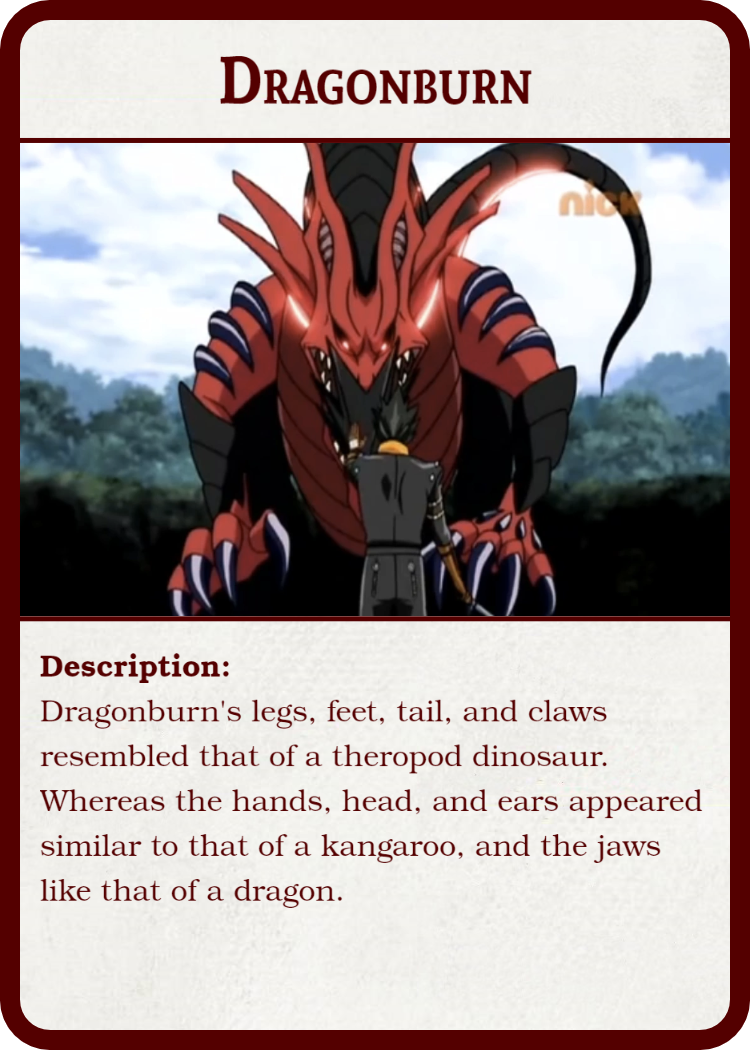 Dragonburn
nick
Description:
Dragonburn's legs, feet, tail, and claws
resembled that of a theropod dinosaur.
Whereas the hands, head, and ears appeared
similar to that of a kangaroo, and the jaws
like that of a dragon.